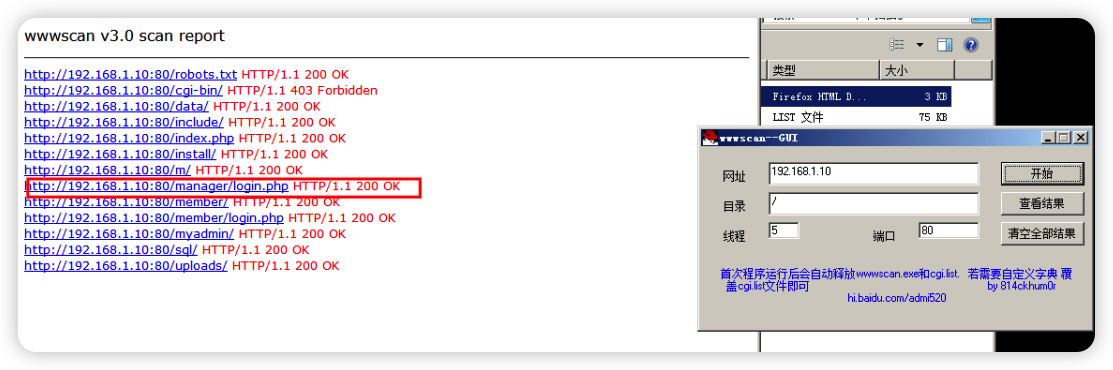 wwwscan v3.0 scan report
http://192.168.1.10:80/robots.txt HTTP/1.1 200 OK
http://192.168.1.10:80/cgi-bin/ HTTP/1.1 403 Forbidden
http://192.168.1.10:80/data/ HTTP/1.1 200 OK
http://192.168.1.10:80/include/ HTTP/1.1 200 OK
http://192.168.1.10:80/index.php HTTP/1.1 200 OK
http://192.168.1.10:80/install/ HTTP/1.1 200 OK
http://192.168.1.10:80/m/ HTTP/1.1 200 OK
http://192.168.1.10:80/manager/login.php HTTP/1.1 200 OK
http://192.168.1.10:80/member/ HTTP/1.1 200 OK
http://192.168.1.10:80/member/login.php HTTP/1.1 200 OK
http://192.168.1.10:80/myadmin/ HTTP/1.1 200 OK
http://192.168.1.10:80/sql/ HTTP/1.1 200 OK
http://192.168.1.10:80/uploads/ HTTP/1.1 200 OK
类型 大小
Firefox HTML D... 3 KB
LIST 文件 75 KB
wwwscan--GUI
网址 192.168.1.10 开始
目录 / 查看结果
线程 5 端口 80 清空全部结果
首次程序运行后会自动释放wwwscan.exe和cgi.list. 若需要自定义字典 覆
盖cgi.list文件即可 by 814ckhum0r
hi.baidu.com/admi520